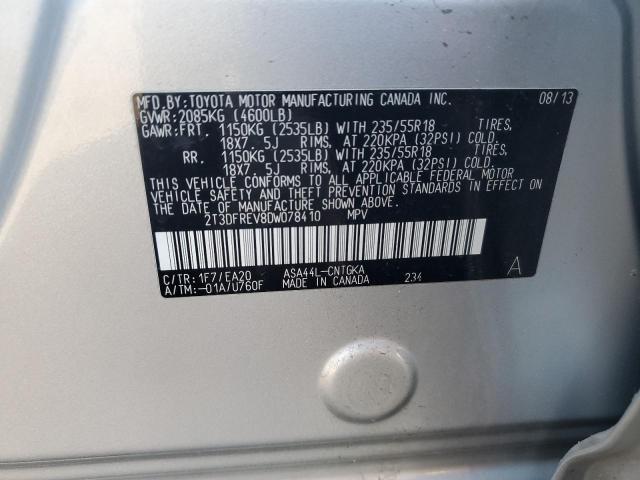 MFD.BY:TOYOTA MOTOR MANUFACTURING CANADA INC. 08/13
GVWR:2085KG (4600LB)
GAWR:FRT. 1150KG (2535LB) WITH 235/55R18 TIRES,
18X7.5J RIMS, AT 220KPA (32PSI) COLD.
RR. 1150KG (2535LB) WITH 235/55R18 TIRES,
18X7.5J RIMS, AT 220KPA (32PSI) COLD.
THIS VEHICLE CONFORMS TO ALL APPLICABLE FEDERAL MOTOR
VEHICLE SAFETY AND THEFT PREVENTION STANDARDS IN EFFECT
ON THE DATE OF MANUFACTURE SHOWN ABOVE.
2T3DFREV8DW078410 MPV
C/TR:1F7/EA20 ASA44L-CNTGKA 234 A
A/TM:-01A/U760F MADE IN CANADA